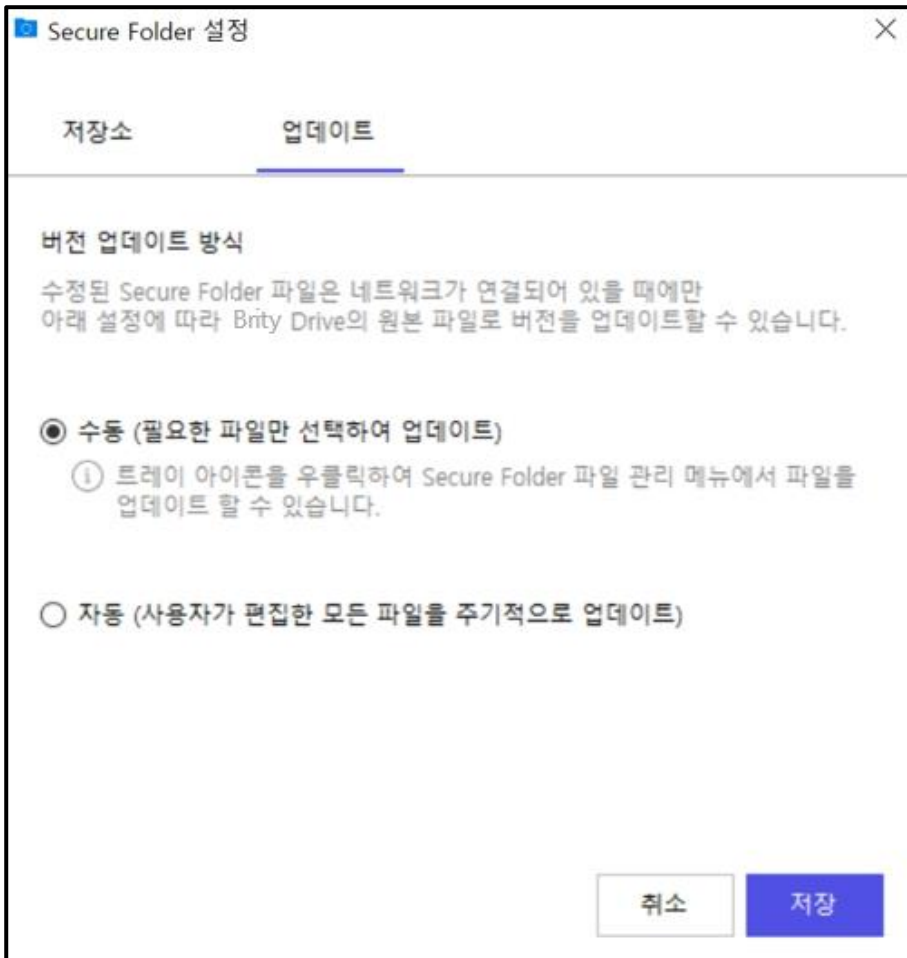 Secure Folder 설정
저장소
업데이트
버전 업데이트 방식
수정된 Secure Folder 파일은 네트워크가 연결되어 있을 때에만
아래 설정에 따라 Brity Drive의 원본 파일로 버전을 업데이트할 수 있습니다.
수동 (필요한 파일만 선택하여 업데이트)
트레이 아이콘을 우클릭하여 Secure Folder 파일 관리 메뉴에서 파일을
업데이트 할 수 있습니다.
자동 (사용자가 편집한 모든 파일을 주기적으로 업데이트)
취소
저장